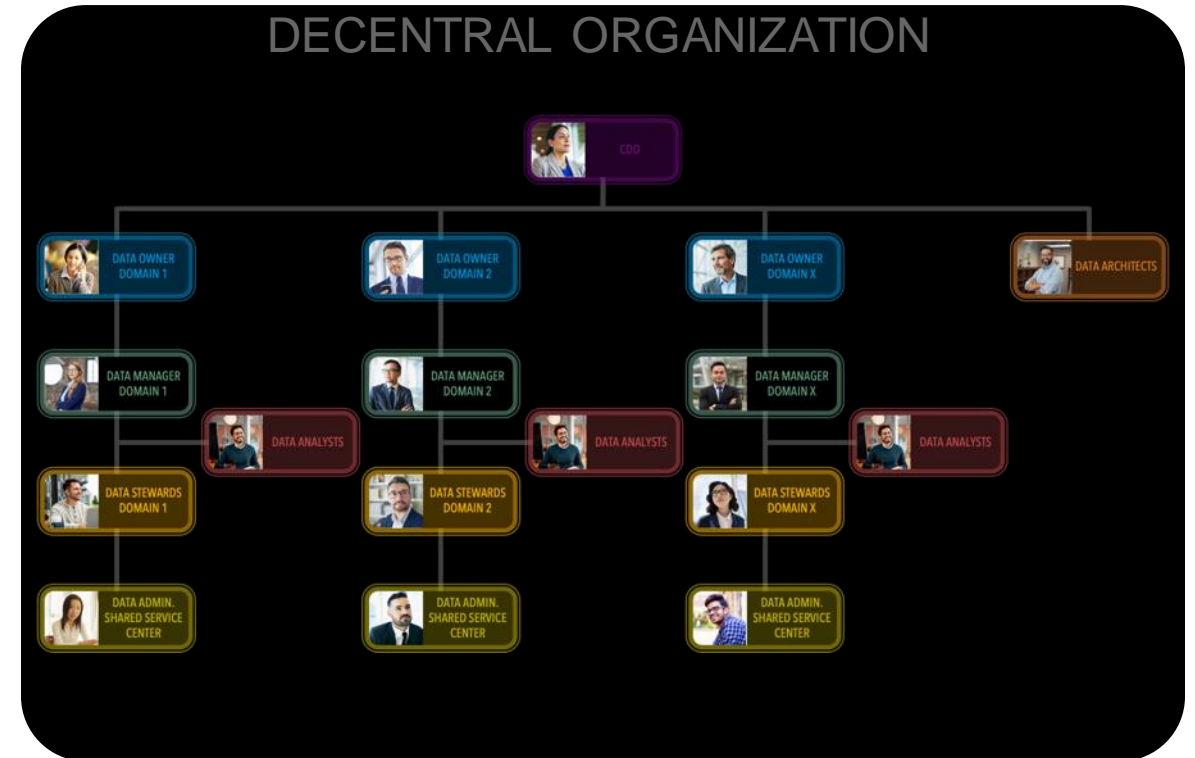 DECENTRAL ORGANIZATION
CDO
DATA OWNER
DOMAIN 1
DATA OWNER
DOMAIN 2
DATA OWNER
DOMAIN X
DATA ARCHITECTS
DATA MANAGER
DOMAIN 1
DATA MANAGER
DOMAIN 2
DATA MANAGER
DOMAIN X
DATA ANALYSTS
DATA ANALYSTS
DATA ANALYSTS
DATA STEWARDS
DOMAIN 1
DATA STEWARDS
DOMAIN 2
DATA STEWARDS
DOMAIN X
DATA ADMIN.
SHARED SERVICE
CENTER
DATA ADMIN.
SHARED SERVICE
CENTER
DATA ADMIN.
SHARED SERVICE
CENTER